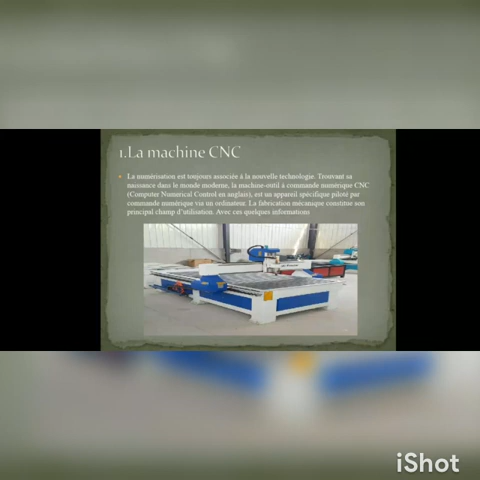 1.La machine CNC
La numérisation est toujours associée à la nouvelle technologie. Trouvant sa
naissance dans le monde moderne, la machine-outil à commande numérique CNC
(Computer Numerical Control en anglais), est un appareil spécifique piloté par
commande numérique via un ordinateur. La fabrication mécanique constitue son
principal champ d'utilisation. Avec ces quelques informations
iShot